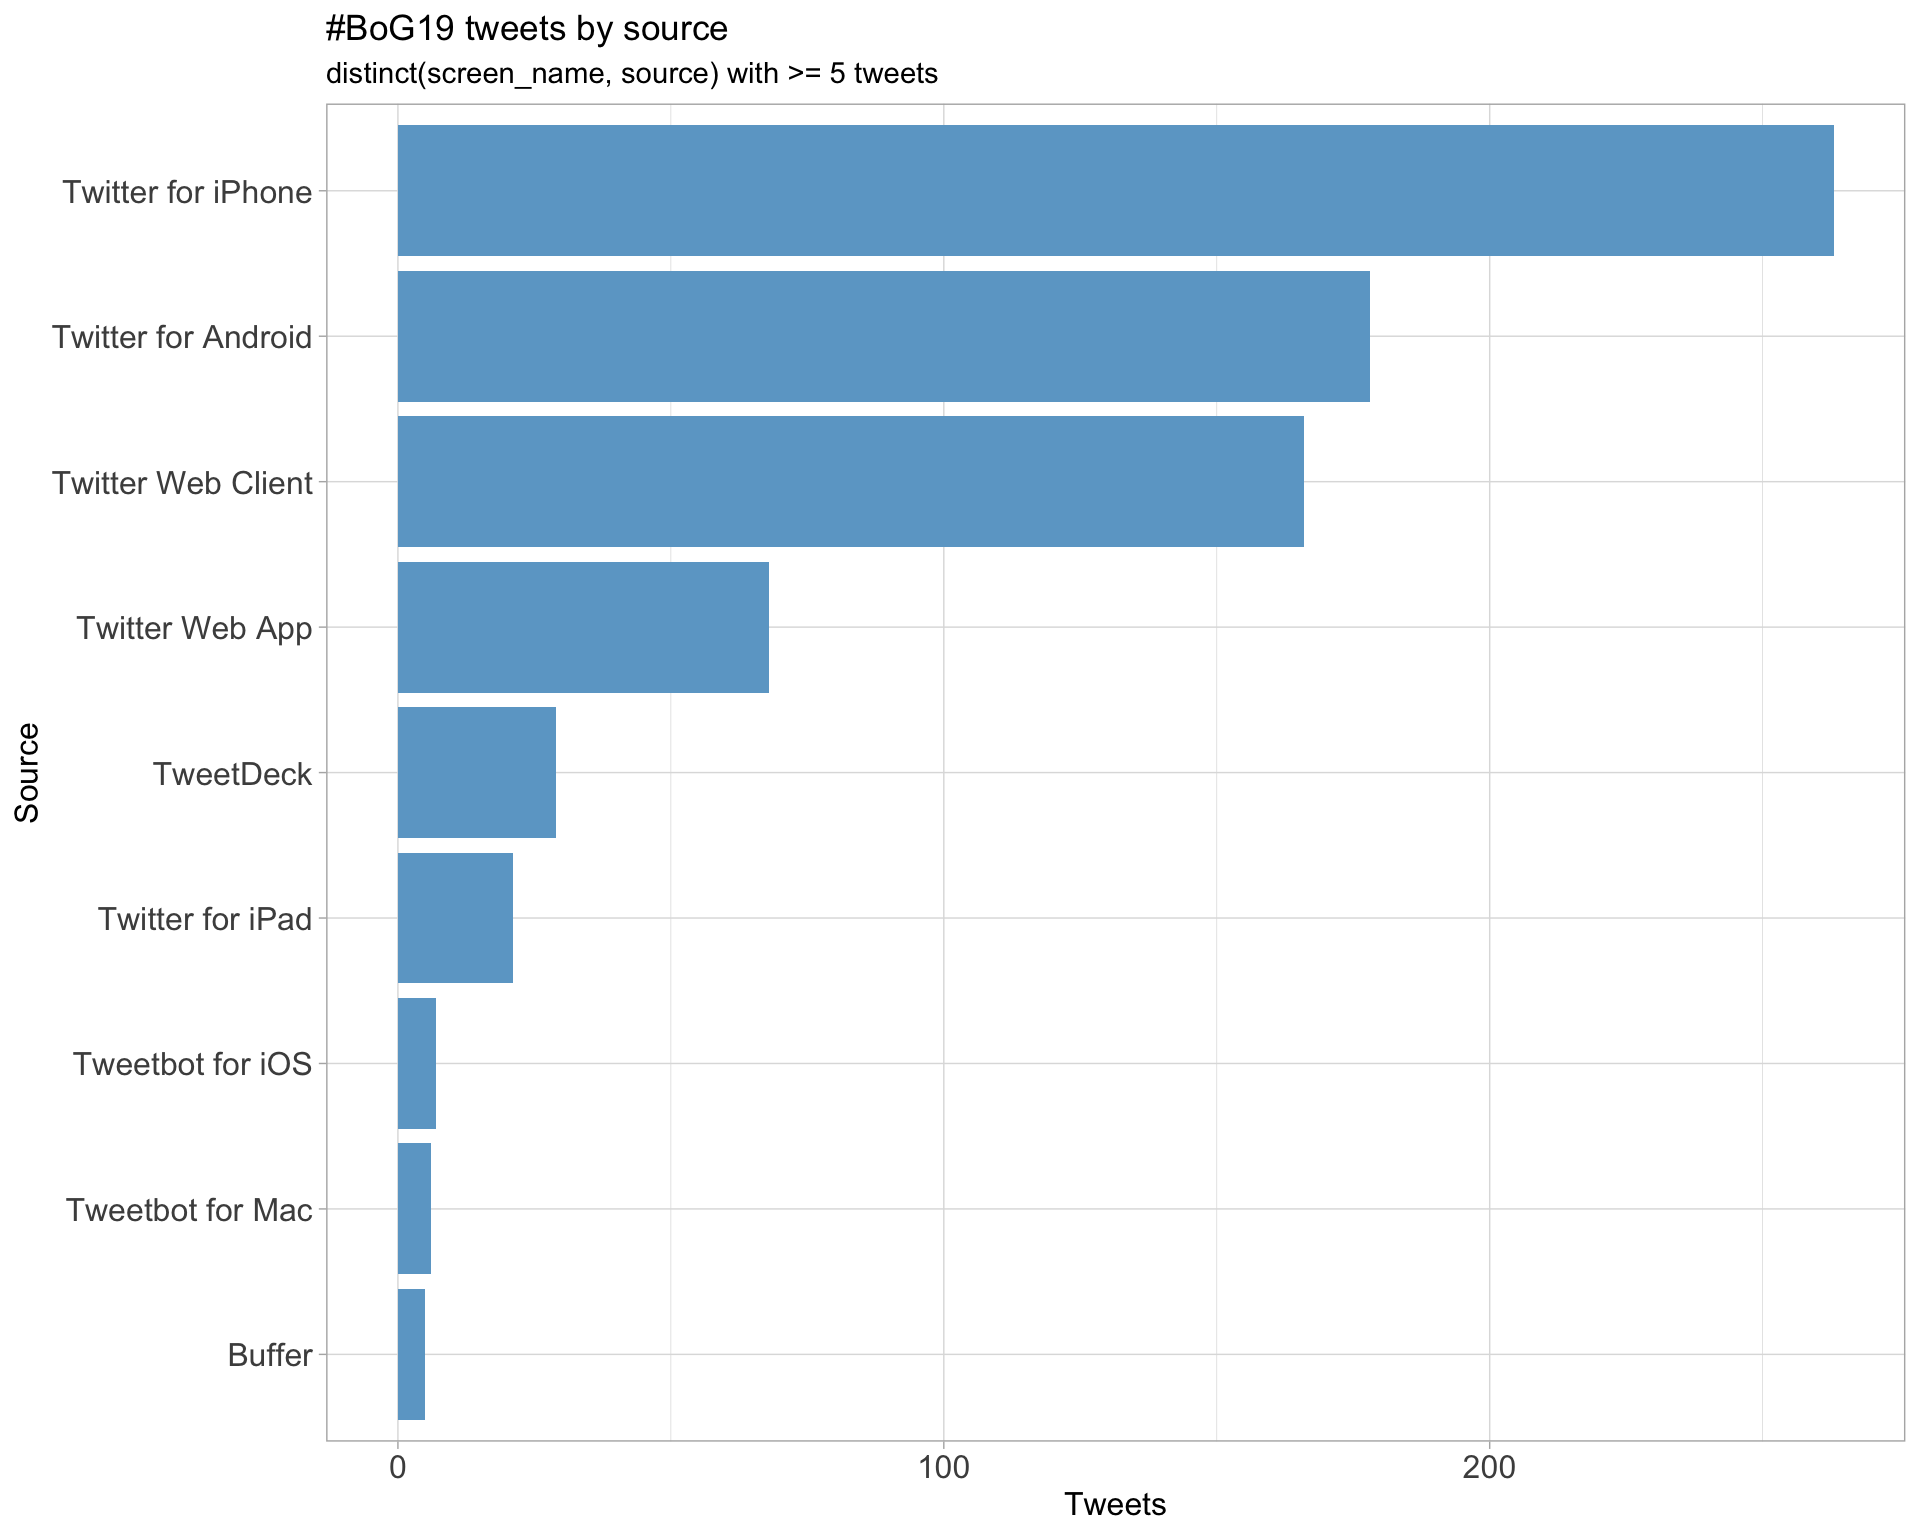 #BoG19 tweets by source
distinct(screen_name, source) with >= 5 tweets
Source
Twitter for iPhone
Twitter for Android
Twitter Web Client
Twitter Web App
TweetDeck
Twitter for iPad
Tweetbot for iOS
Tweetbot for Mac
Buffer
0 100 200
Tweets